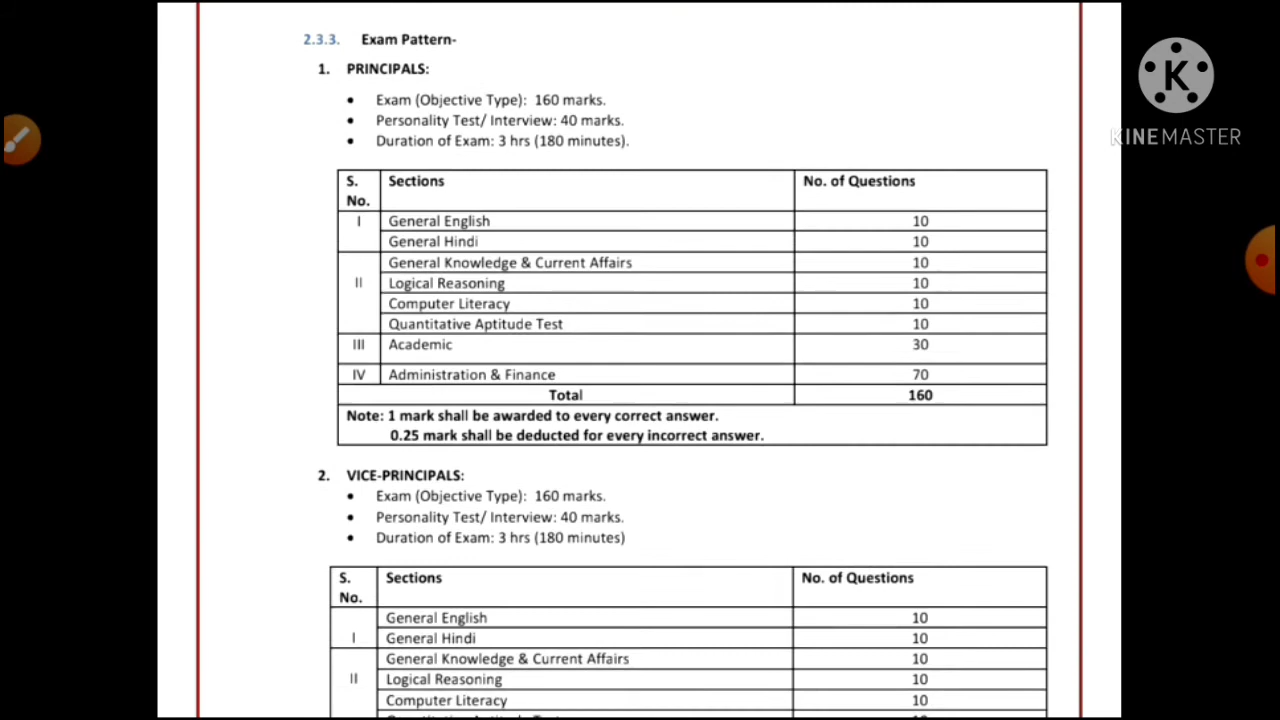 2.3.3. Exam Pattern-
1. PRINCIPALS:
• Exam (Objective Type): 160 marks.
• Personality Test/ Interview: 40 marks.
• Duration of Exam: 3 hrs (180 minutes).
S. No. Sections No. of Questions
I General English 10
General Hindi 10
General Knowledge & Current Affairs 10
II Logical Reasoning 10
Computer Literacy 10
Quantitative Aptitude Test 10
III Academic 30
IV Administration & Finance 70
Total 160
Note: 1 mark shall be awarded to every correct answer.
0.25 mark shall be deducted for every incorrect answer.
2. VICE-PRINCIPALS:
• Exam (Objective Type): 160 marks.
• Personality Test/ Interview: 40 marks.
• Duration of Exam: 3 hrs (180 minutes)
S. No. Sections No. of Questions
General English 10
I General Hindi 10
General Knowledge & Current Affairs 10
II Logical Reasoning 10
Computer Literacy 10
K
KINEMASTER